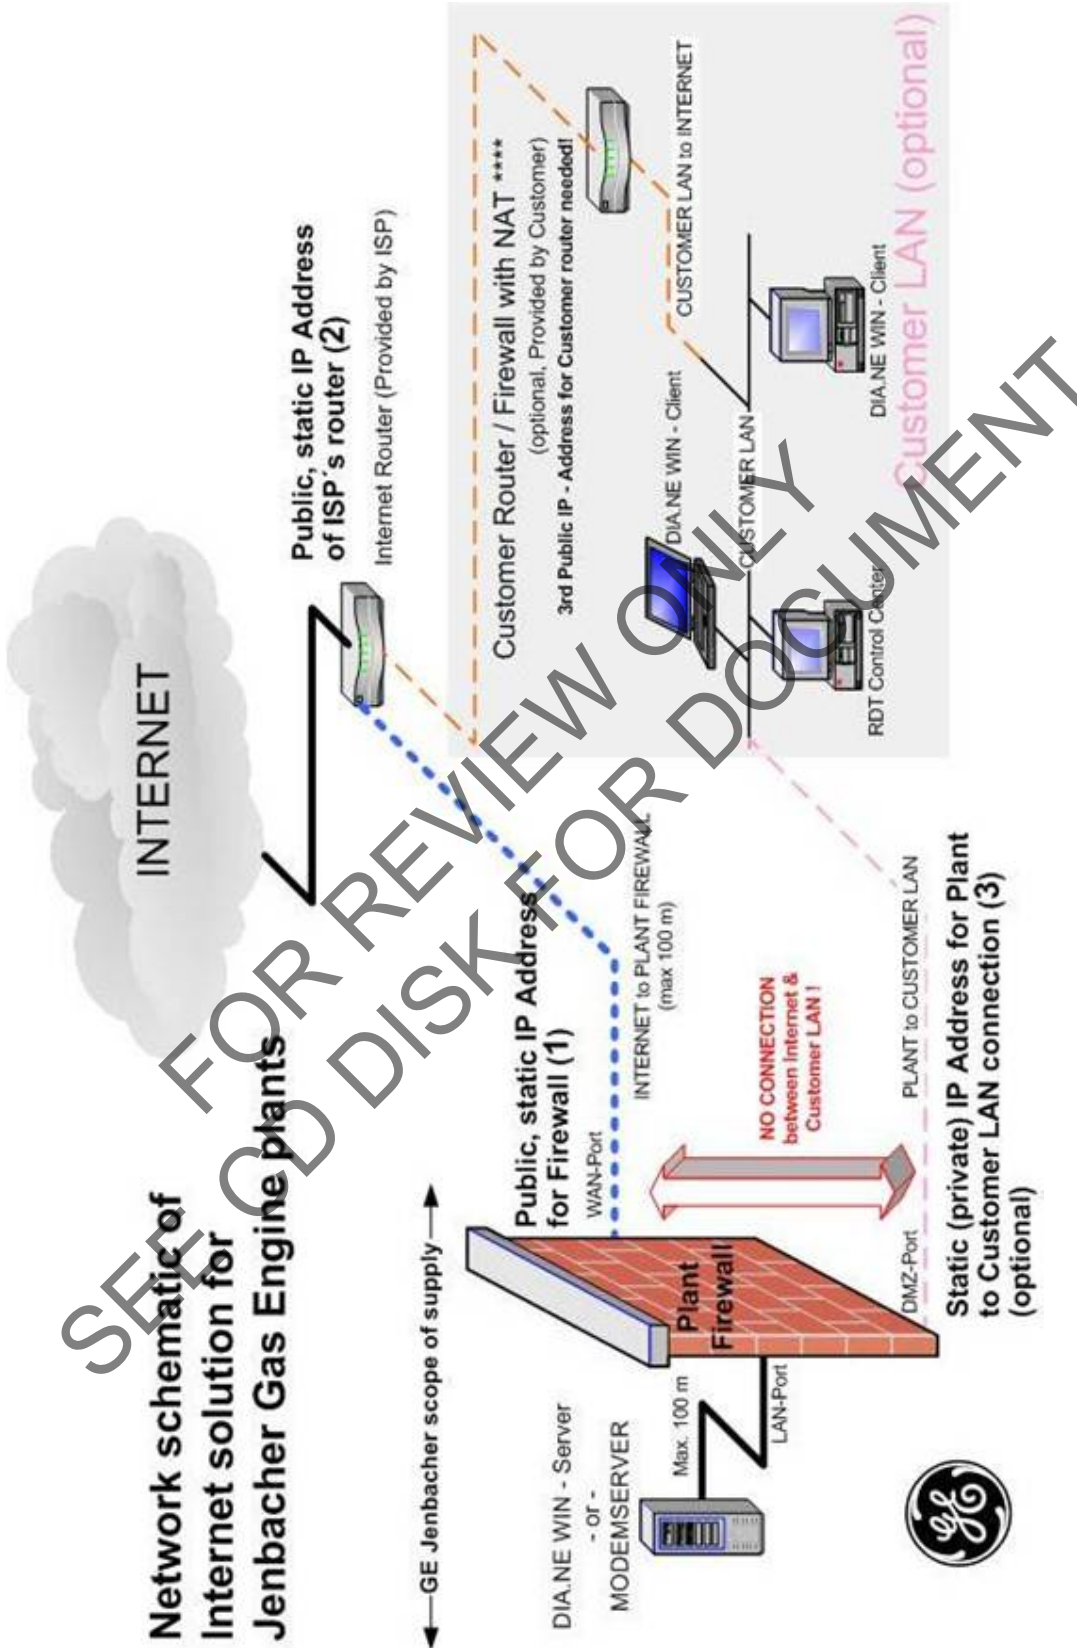 Network schematic of
Internet solution for
Jenbacher Gas Engine plants
INTERNET
Public, static IP Address
of ISP´s router (2)
Internet Router (Provided by ISP)
GE Jenbacher scope of supply
Public, static IP Address
for Firewall (1)
WAN-Port
INTERNET to PLANT FIREWALL
(max 100 m)
Customer Router / Firewall with NAT ****
(optional, Provided by Customer)
3rd Public IP - Address for Customer router needed!
CUSTOMER LAN to INTERNET
DIA.NE WIN - Client
CUSTOMER LAN
RDT Control Center
DIA.NE WIN - Client
Customer LAN (optional)
DIA.NE WIN - Server
- or -
MODEMSERVER
Max. 100 m
LAN-Port
Plant
Firewall
NO CONNECTION
between Internet &
Customer LAN !
DMZ-Port
PLANT to CUSTOMER LAN
Static (private) IP Address for Plant
to Customer LAN connection (3)
(optional)
GE
FOR REVIEW ONLY
SEE CD DISK FOR DOCUMENT